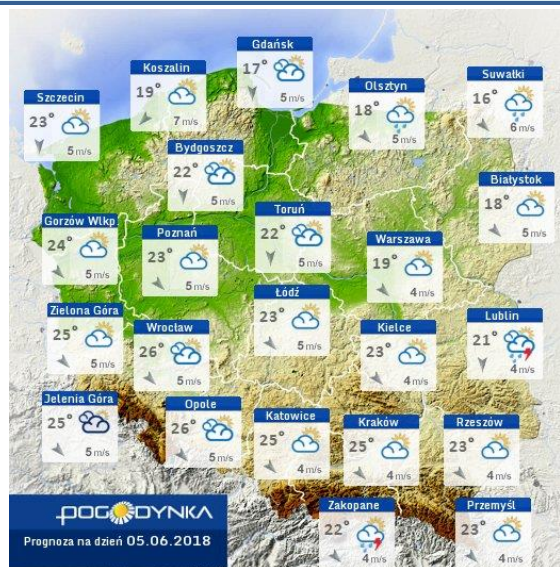 Gdańsk
17°
5 m/s
Koszalin
19°
7 m/s
Suwałki
16°
6 m/s
Olsztyn
18°
5 m/s
Szczecin
23°
5 m/s
Bydgoszcz
22°
5 m/s
Białystok
18°
5 m/s
Toruń
22°
5 m/s
Gorzów Wlkp
24°
5 m/s
Poznań
23°
5 m/s
Warszawa
19°
4 m/s
Łódź
23°
5 m/s
Zielona Góra
25°
5 m/s
Wrocław
26°
5 m/s
Kielce
23°
4 m/s
Lublin
21°
4 m/s
Jelenia Góra
25°
5 m/s
Opole
26°
5 m/s
Katowice
25°
4 m/s
Kraków
25°
4 m/s
Rzeszów
23°
4 m/s
Zakopane
22°
4 m/s
Przemyśl
23°
4 m/s
POGODYNKA
Prognoza na dzień 05.06.2018